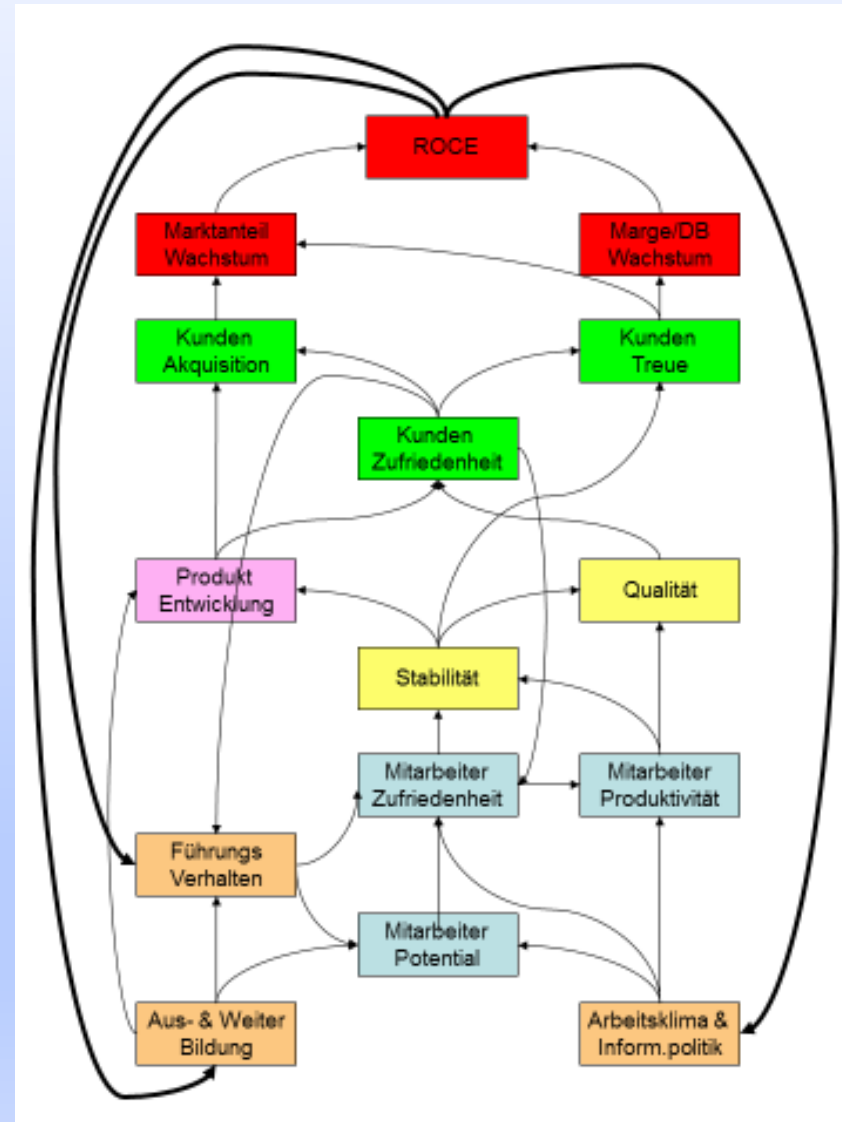 ROCE
Marktanteil
Wachstum
Marge/DB
Wachstum
Kunden
Akquisition
Kunden
Treue
Kunden
Zufriedenheit
Produkt
Entwicklung
Qualität
Stabilität
Mitarbeiter
Zufriedenheit
Mitarbeiter
Produktivität
Führungs
Verhalten
Mitarbeiter
Potential
Aus- & Weiter
Bildung
Arbeitsklima &
Inform.politik